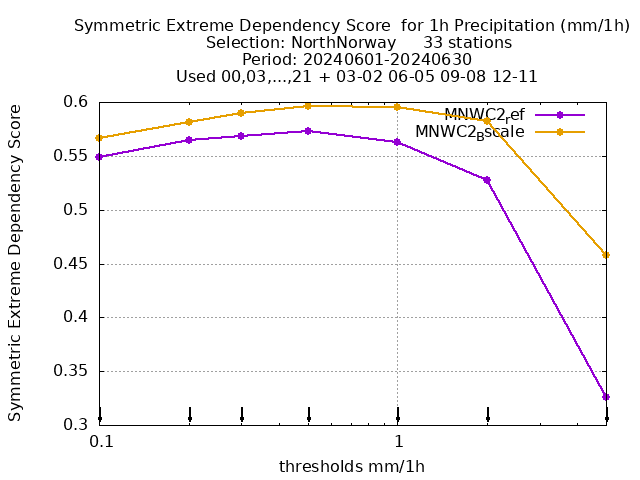 Symmetric Extreme Dependency Score  for 1h Precipitation (mm/1h)
Selection: NorthNorway     33 stations
Period: 20240601-20240630
Used 00,03,...,21 + 03-02 06-05 09-08 12-11
Symmetric Extreme Dependency Score
0.6
0.55
0.5
0.45
0.4
0.35
0.3
MNWC2_ref
MNWC2_Bscale
0.1
1
thresholds mm/1h